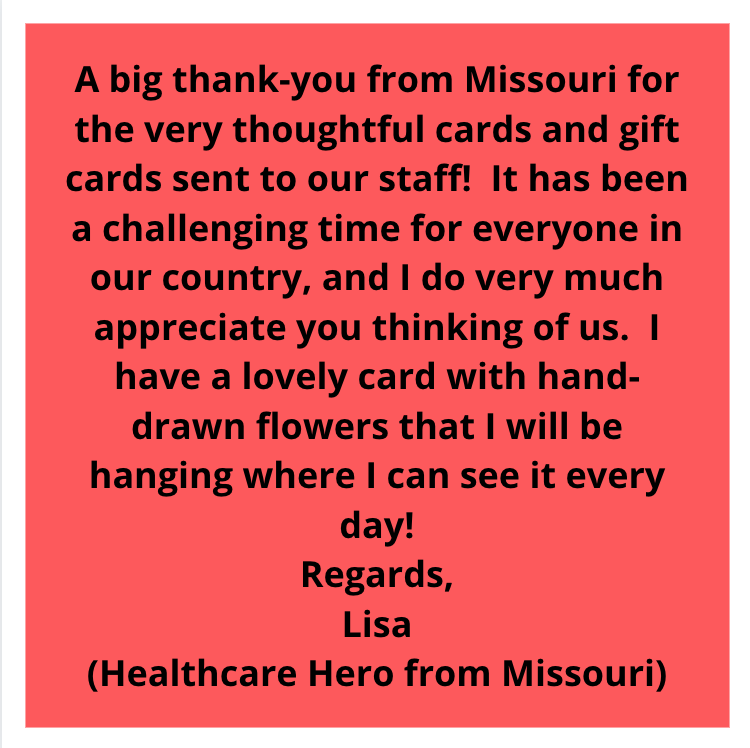 A big thank-you from Missouri for
the very thoughtful cards and gift
cards sent to our staff!  It has been
a challenging time for everyone in
our country, and I do very much
appreciate you thinking of us.  I
have a lovely card with hand-
drawn flowers that I will be
hanging where I can see it every
day!
Regards,
Lisa
(Healthcare Hero from Missouri)